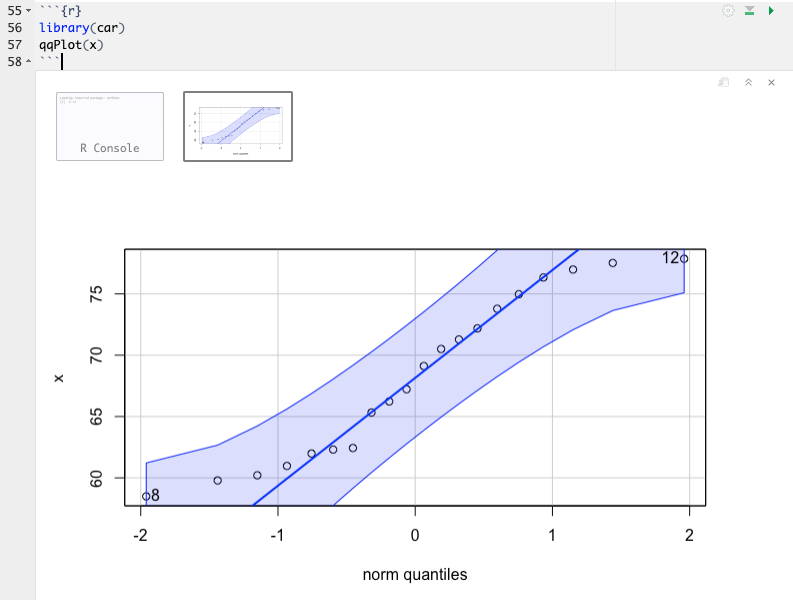 55 ```{r}
56 library(car)
57 qqPlot(x)
58 ```
R Console
12
75
70
x
65
60
8
-2 -1 0 1 2
norm quantiles